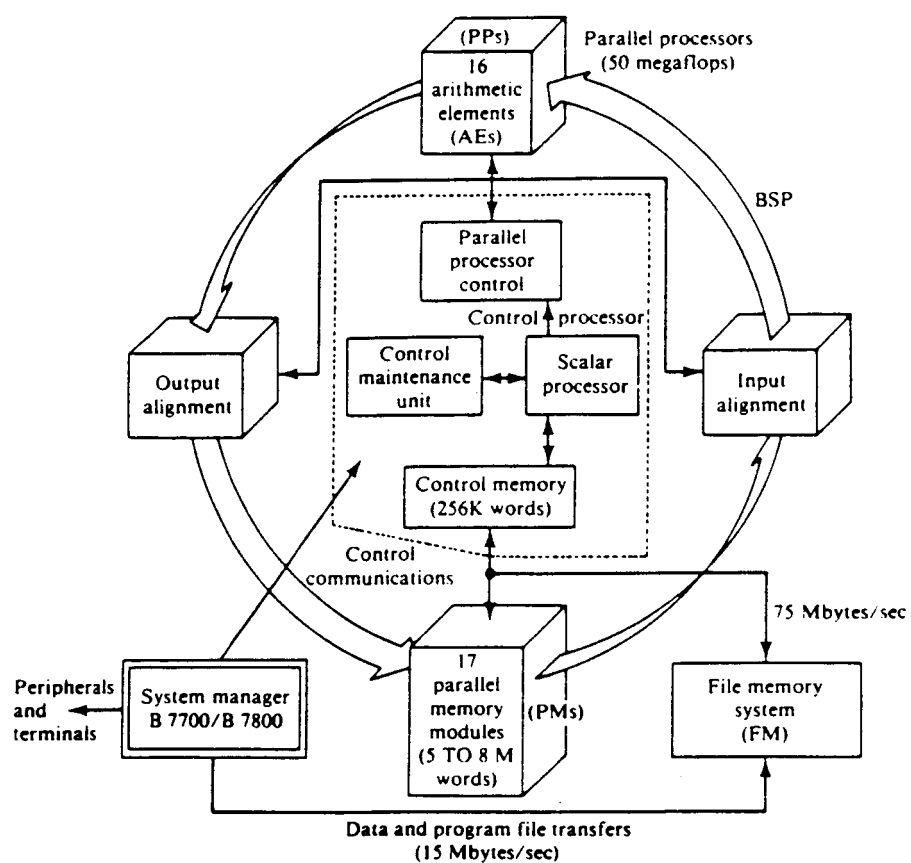 (PPs)
16
arithmetic
elements
(AEs)
Parallel processors
(50 megaflops)
BSP
Parallel
processor
control
Control processor
Control
maintenance
unit
Scalar
processor
Output
alignment
Input
alignment
Control memory
(256K words)
Control
communications
75 Mbytes/sec
17
parallel
memory
modules
(5 TO 8 M
words)
(PMs)
Peripherals
and
terminals
System manager
B 7700/B 7800
File memory
system
(FM)
Data and program file transfers
(15 Mbytes/sec)